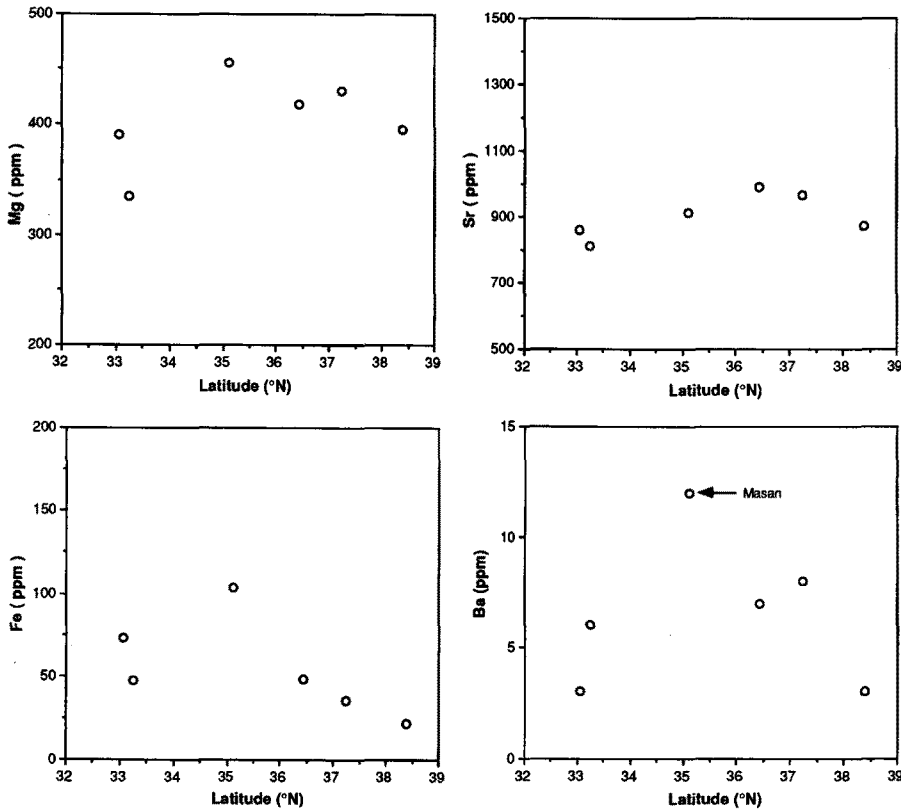 500
400
300
200
Mg ( ppm )
32 33 34 35 36 37 38 39
Latitude (°N)
1500
1300
1100
900
700
500
Sr ( ppm )
32 33 34 35 36 37 38 39
Latitude (°N)
200
150
100
50
0
Fe ( ppm )
32 33 34 35 36 37 38 39
Latitude (°N)
15
10
5
0
Ba (ppm)
Masan
32 33 34 35 36 37 38 39
Latitude (°N)